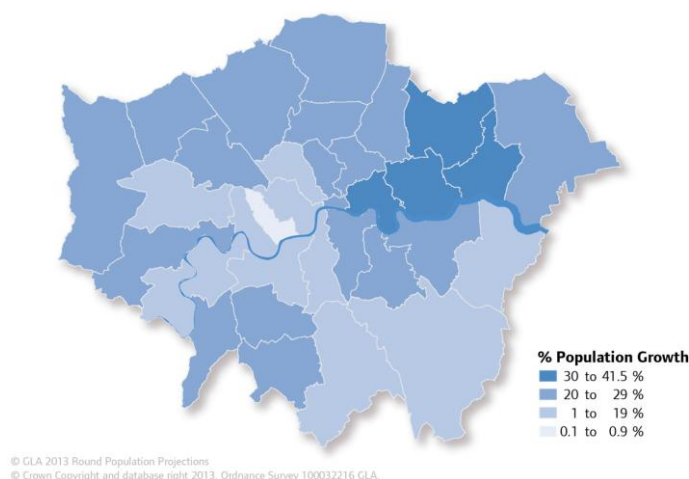 % Population Growth
30 to 41.5 %
20 to 29 %
1 to 19 %
0.1 to 0.9 %
© GLA 2013 Round Population Projections
© Crown Copyright and database right 2013. Ordnance Survey 100032216 GLA.